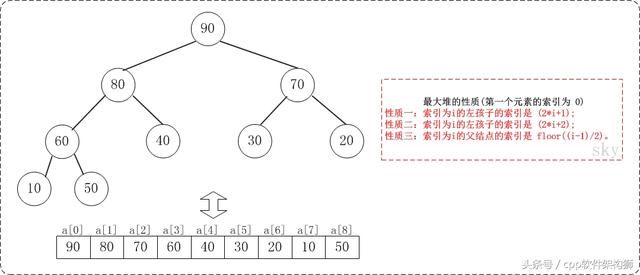 90
80
70
60
40
30
20
10
50
最大堆的性质(第一个元素的索引为 0)
性质一: 索引为i的左孩子的索引是 (2*i+1);
性质二: 索引为i的左孩子的索引是 (2*i+2);
性质三: 索引为i的父结点的索引是 floor((i-1)/2)。
sky
a[0] a[1] a[2] a[3] a[4] a[5] a[6] a[7] a[8]
90 80 70 60 40 30 20 10 50
头条号 / cpp软件架构狮